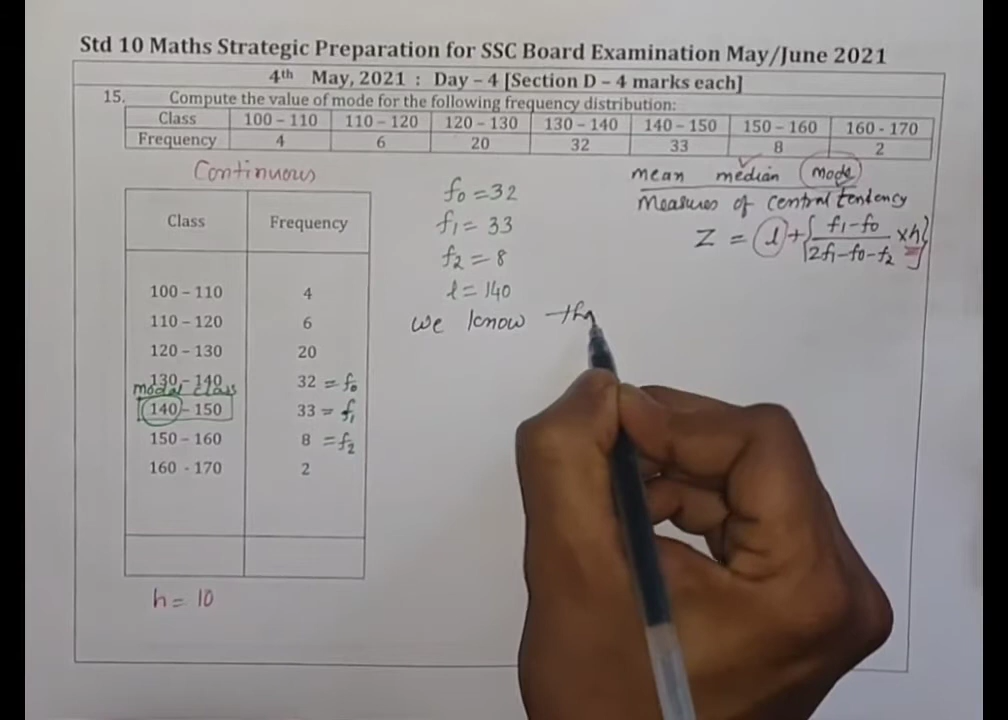 Std 10 Maths Strategic Preparation for SSC Board Examination May/June 2021
4th May, 2021 : Day – 4 [Section D – 4 marks each]
15. Compute the value of mode for the following frequency distribution:
Class 100 – 110 110 – 120 120 – 130 130 – 140 140 – 150 150 – 160 160 - 170
Frequency 4 6 20 32 33 8 2
Continuous
mean median mode
Measures of central tendency
Z = l + { f1 – f0 / 2f1 – f0 – f2 × h }
f0 = 32
f1 = 33
f2 = 8
l = 140
we know tha
Class Frequency
100 – 110 4
110 – 120 6
120 – 130 20
130 – 140 32 = f0
modal class
140 – 150 33 = f1
150 – 160 8 = f2
160 - 170 2
h = 10